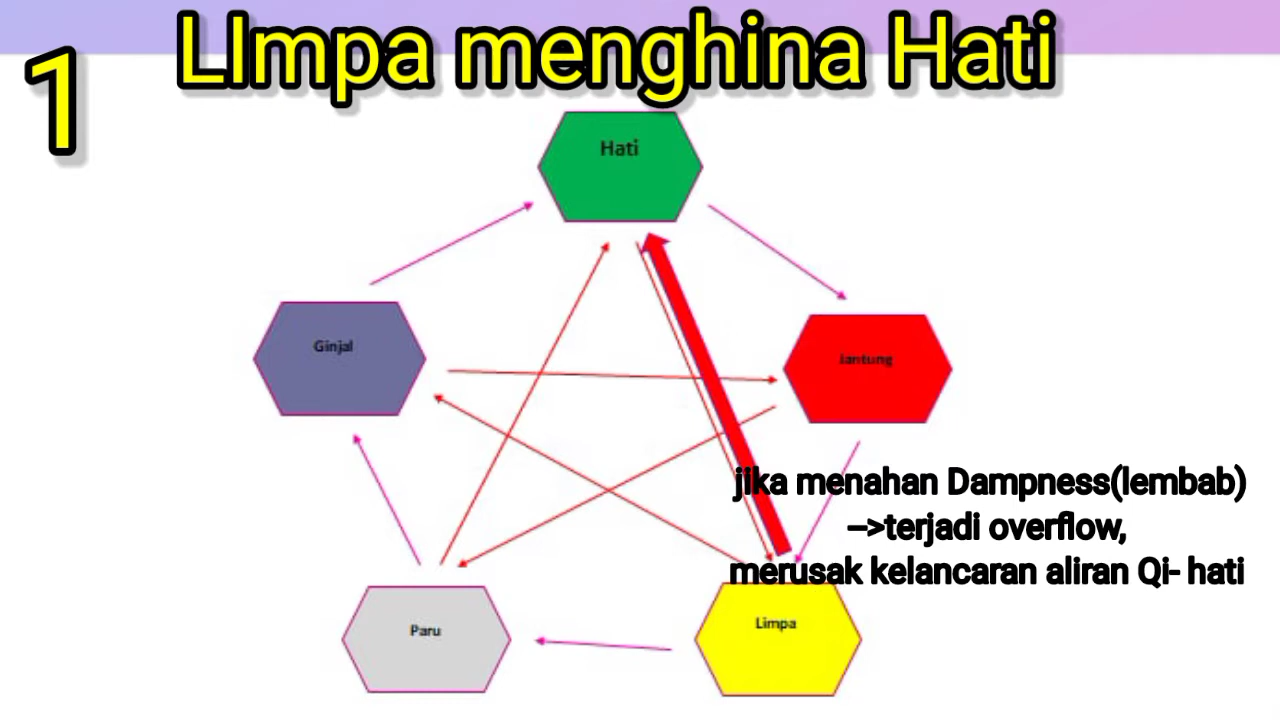 1
LImpa menghina Hati
Hati
Ginjal
Jantung
jika menahan Dampness(lembab)
-->terjadi overflow,
merusak kelancaran aliran Qi- hati
Paru
Limpa